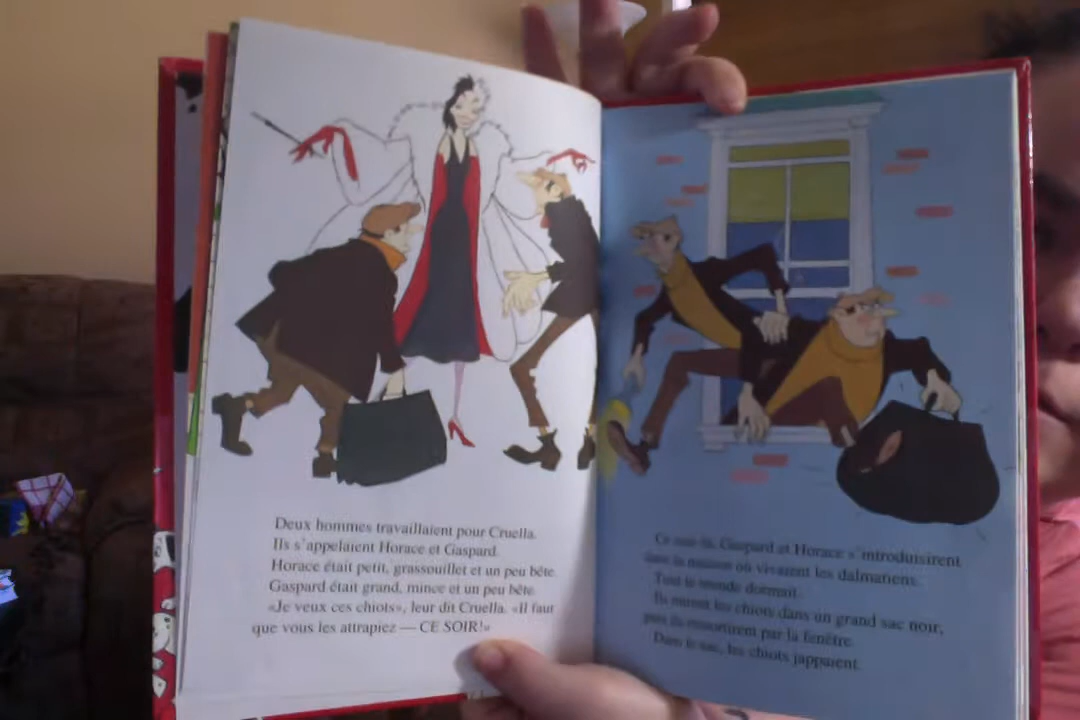 Deux hommes travaillaient pour Cruella.
Ils s'appelaient Horace et Gaspard.
Horace était petit, grassouillet et un peu bête.
Gaspard était grand, mince et un peu bête.
«Je veux ces chiots», leur dit Cruella. «Il faut
que vous les attrapiez — CE SOIR!»
Ce soir-là, Gaspard et Horace s'introduisirent
dans la maison où vivaient les dalmatiens.
Tout le monde dormait.
Ils mirent les chiots dans un grand sac noir,
puis ils ressortirent par la fenêtre.
Dans le sac, les chiots jappaient.